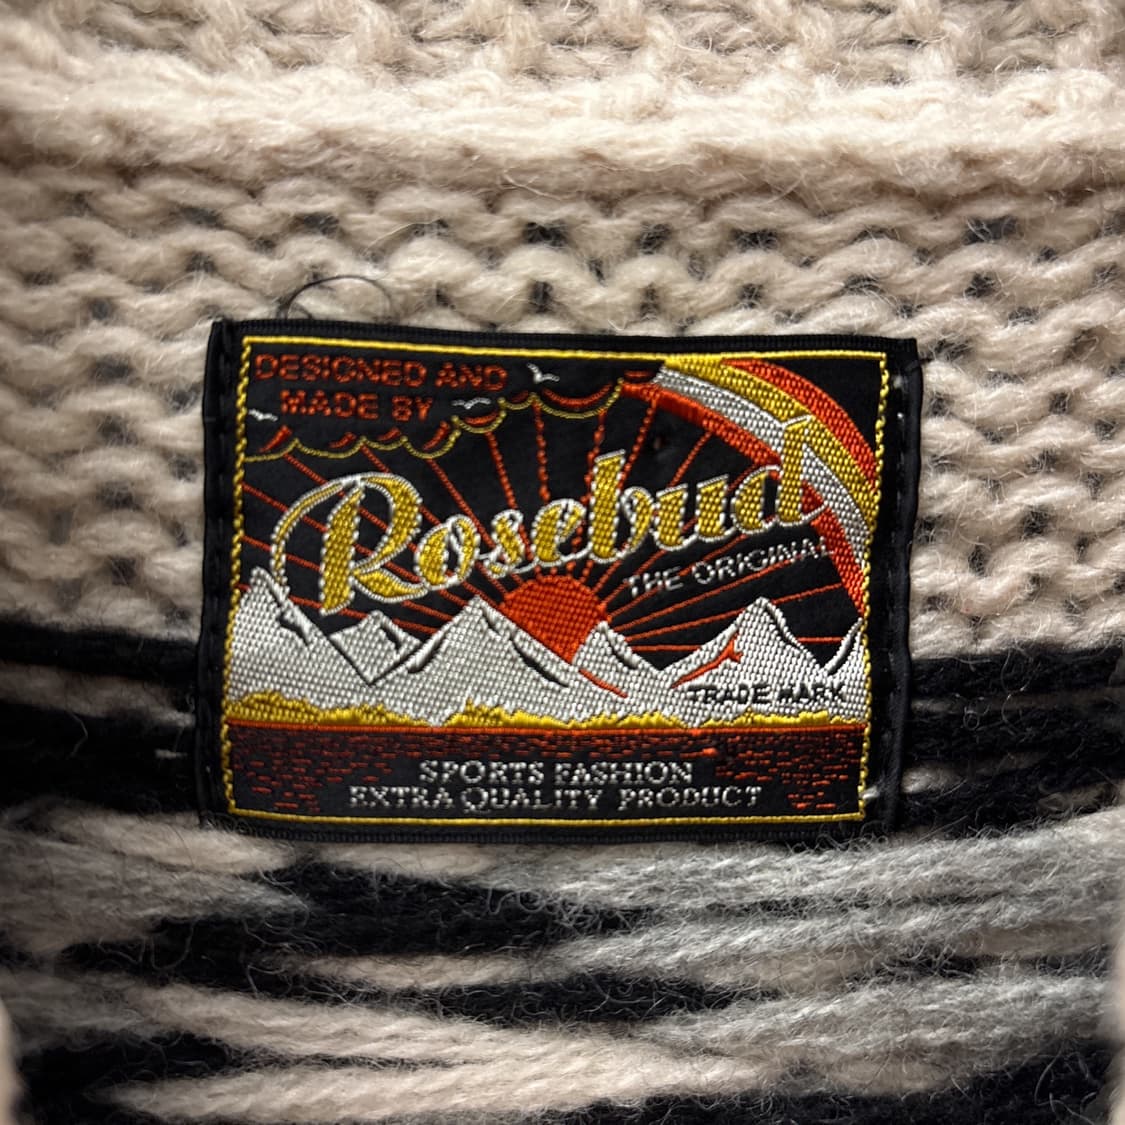 DESIGNED AND
MADE BY
Rosebud
THE ORIGINAL
TRADE MARK
SPORTS FASHION
EXTRA QUALITY PRODUCT